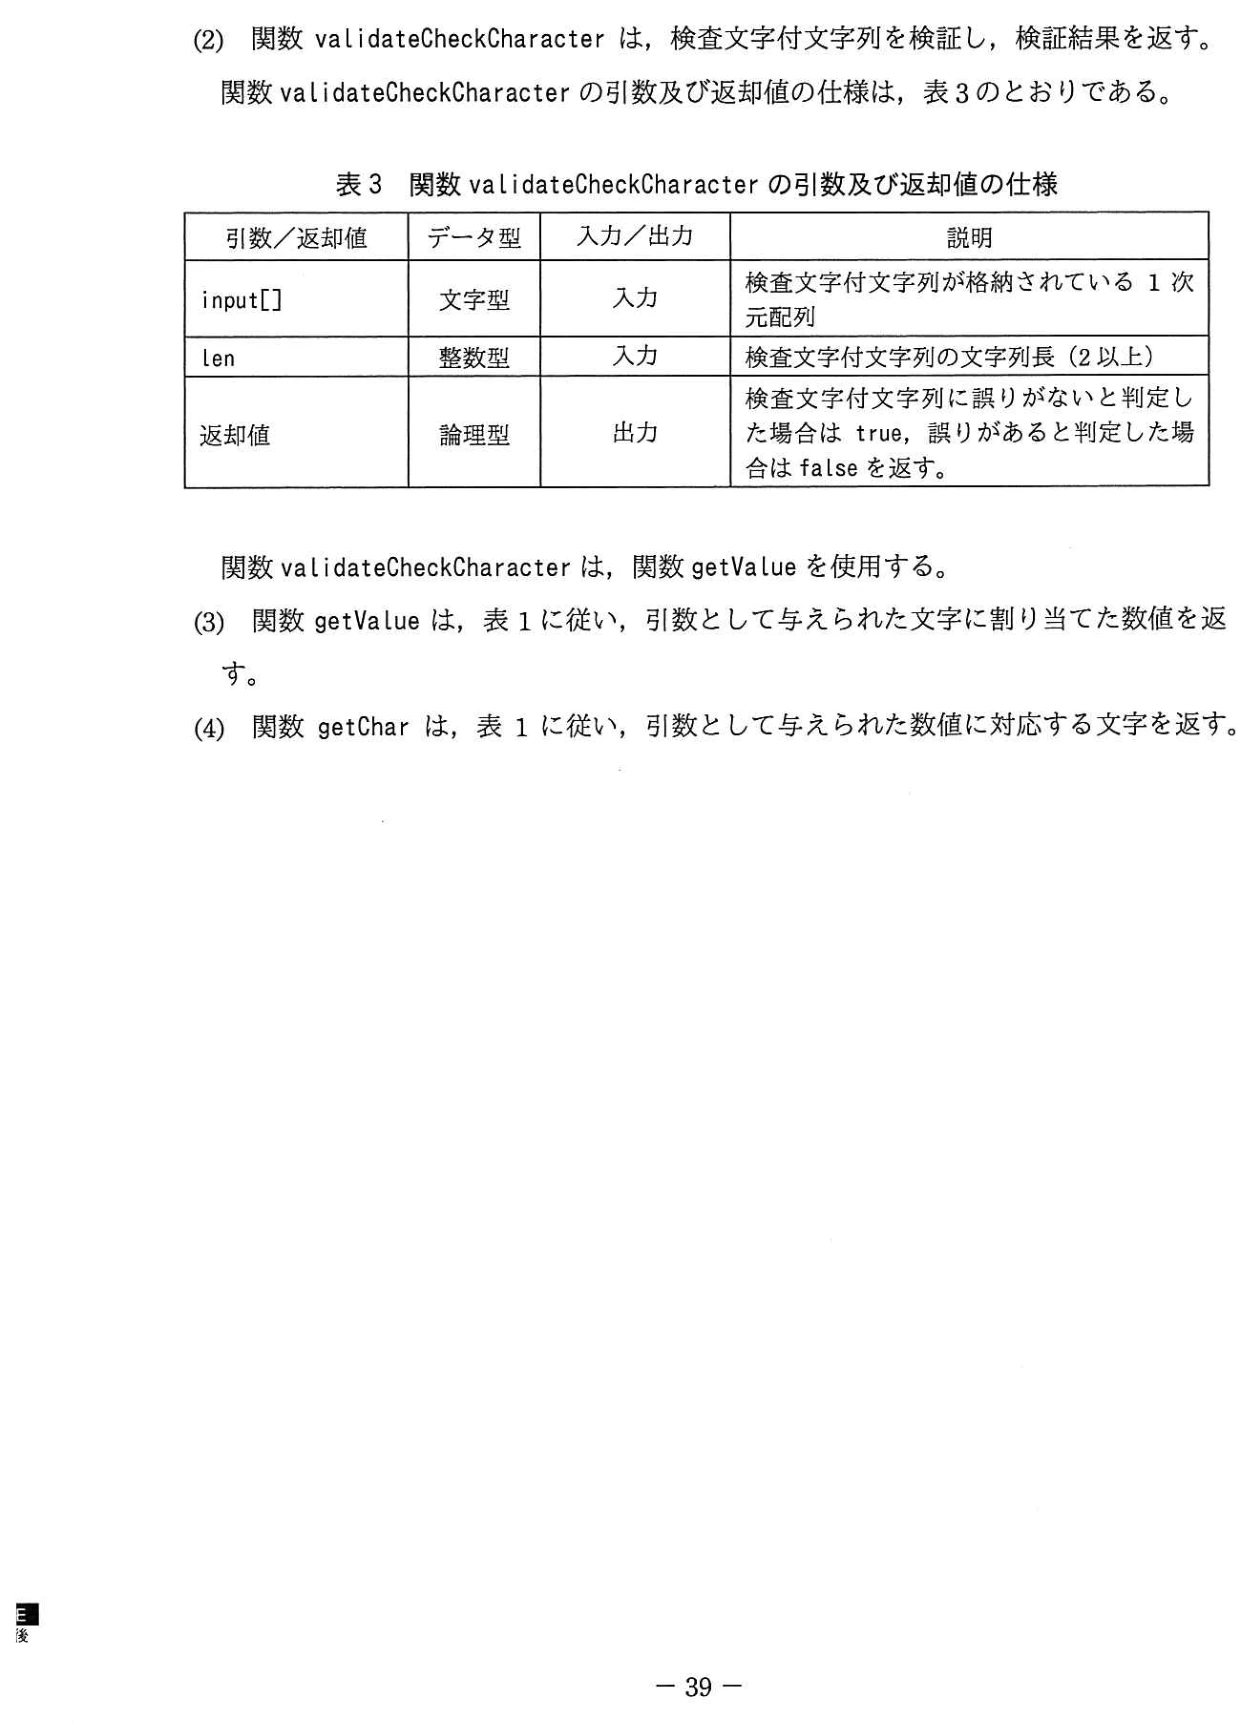 (2) 関数 validateCheckCharacter は，検査文字付文字列を検証し，検証結果を返す。
関数 validateCheckCharacter の引数及び返却値の仕様は，表3のとおりである。
表3 関数 validateCheckCharacter の引数及び返却値の仕様
引数／返却値 データ型 入力／出力 説明
input[] 文字型 入力 検査文字付文字列が格納されている 1 次
元配列
len 整数型 入力 検査文字付文字列の文字列長（2以上）
返却値 論理型 出力 検査文字付文字列に誤りがないと判定し
た場合は true，誤りがあると判定した場
合は false を返す。
関数 validateCheckCharacter は，関数 getValue を使用する。
(3) 関数 getValue は，表 1 に従い，引数として与えられた文字に割り当てた数値を返
す。
(4) 関数 getChar は，表 1 に従い，引数として与えられた数値に対応する文字を返す。
後
－ 39 －